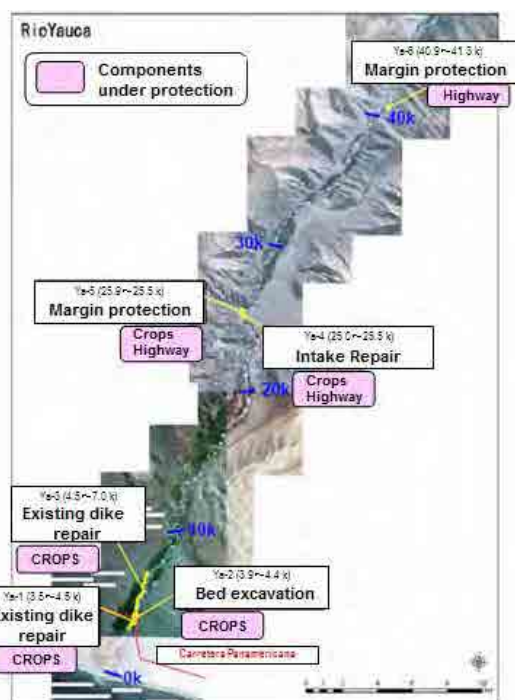 RioYauca
Components
under protection
Ya-6 (40.9~41.3 k)
Margin protection
Highway
40k
30k
Ya-5 (25.9~25.5 k)
Margin protection
Crops
Highway
Ya-4 (25.0~25.5 k)
Intake Repair
Crops
Highway
20k
Ya-3 (4.5~7.0 k)
Existing dike
repair
CROPS
10k
Ya-2 (3.9~4.4 k)
Bed excavation
CROPS
Ya-1 (3.5~4.5 k)
xisting dike
repair
CROPS
Carretera Panamericana
0k